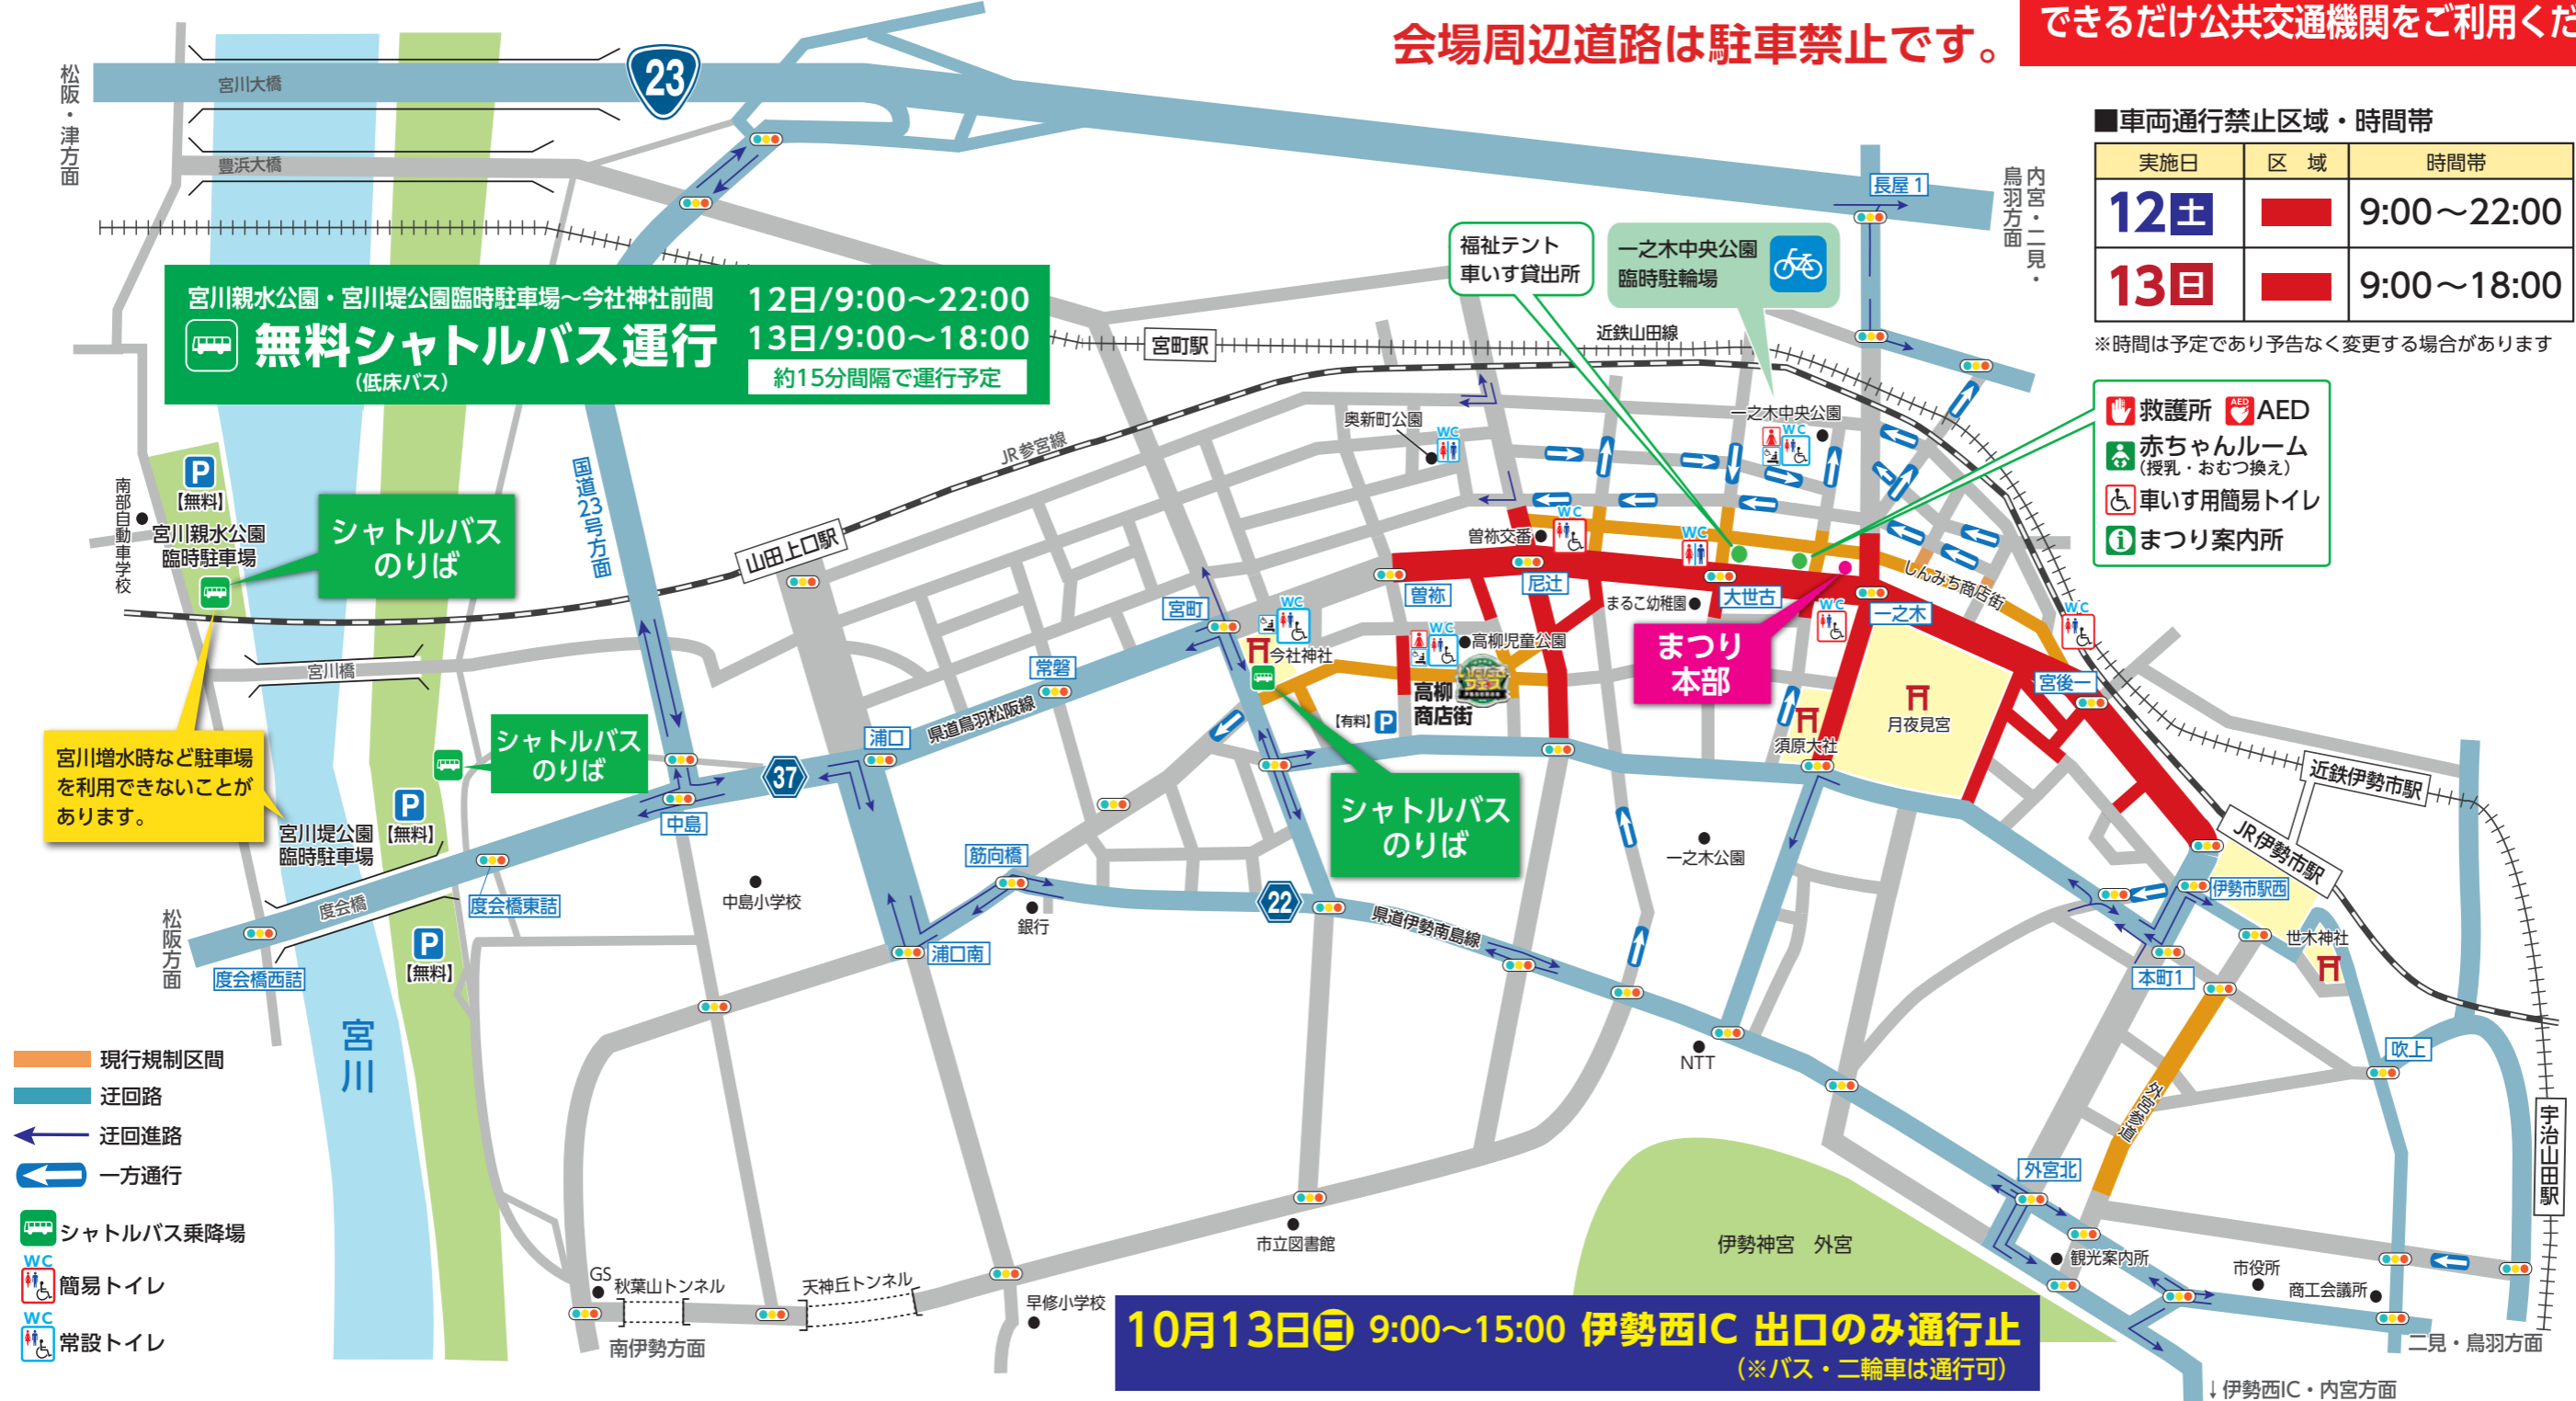 会場周辺道路は駐車禁止です。
できるだけ公共交通機関をご利用くだ
■車両通行禁止区域・時間帯
実施日 区 域 時間帯
12土 9:00～22:00
13日 9:00～18:00
※時間は予定であり予告なく変更する場合があります
松阪・津方面
宮川大橋
23
豊浜大橋
長屋1
内宮・二見・
鳥羽方面
宮川親水公園・宮川堤公園臨時駐車場～今社神社前間
無料シャトルバス運行
(低床バス)
12日/9:00～22:00
13日/9:00～18:00
約15分間隔で運行予定
福祉テント
車いす貸出所
一之木中央公園
臨時駐輪場
宮町駅
近鉄山田線
救護所 AED AED
赤ちゃんルーム
(授乳・おむつ換え)
車いす用簡易トイレ
まつり案内所
JR参宮線
奥新町公園
WC
一之木中央公園
WC
国道23号方面
南部自動車学校
P
【無料】
宮川親水公園
臨時駐車場
シャトルバス
のりば
山田上口駅
曽祢交番
WC
WC
曽祢
尼辻
まるこ幼稚園
大世古
一之木
しんみち商店街
WC
WC
宮町
WC
今社神社
WC
高柳児童公園
高柳
商店街
【有料】P
まつり
本部
須原大社
月夜見宮
宮後一
宮川橋
常磐
県道鳥羽松阪線
浦口
37
宮川増水時など駐車場
を利用できないことが
あります。
シャトルバス
のりば
宮川堤公園
臨時駐車場
P
【無料】
中島
シャトルバス
のりば
近鉄伊勢市駅
JR伊勢市駅
伊勢市駅西
世木神社
一之木公園
筋向橋
中島小学校
銀行
22
県道伊勢南島線
度会橋
度会橋東詰
松阪方面
度会橋西詰
P
【無料】
浦口南
本町1
宮川
NTT
吹上
外宮参道
宇治山田駅
現行規制区間
迂回路
迂回進路
一方通行
シャトルバス乗降場
WC
簡易トイレ
WC
常設トイレ
外宮北
市立図書館
伊勢神宮 外宮
観光案内所
市役所
商工会議所
GS
秋葉山トンネル
天神丘トンネル
早修小学校
南伊勢方面
10月13日日 9:00～15:00 伊勢西IC 出口のみ通行止
(※バス・二輪車は通行可)
二見・鳥羽方面
↓伊勢西IC・内宮方面